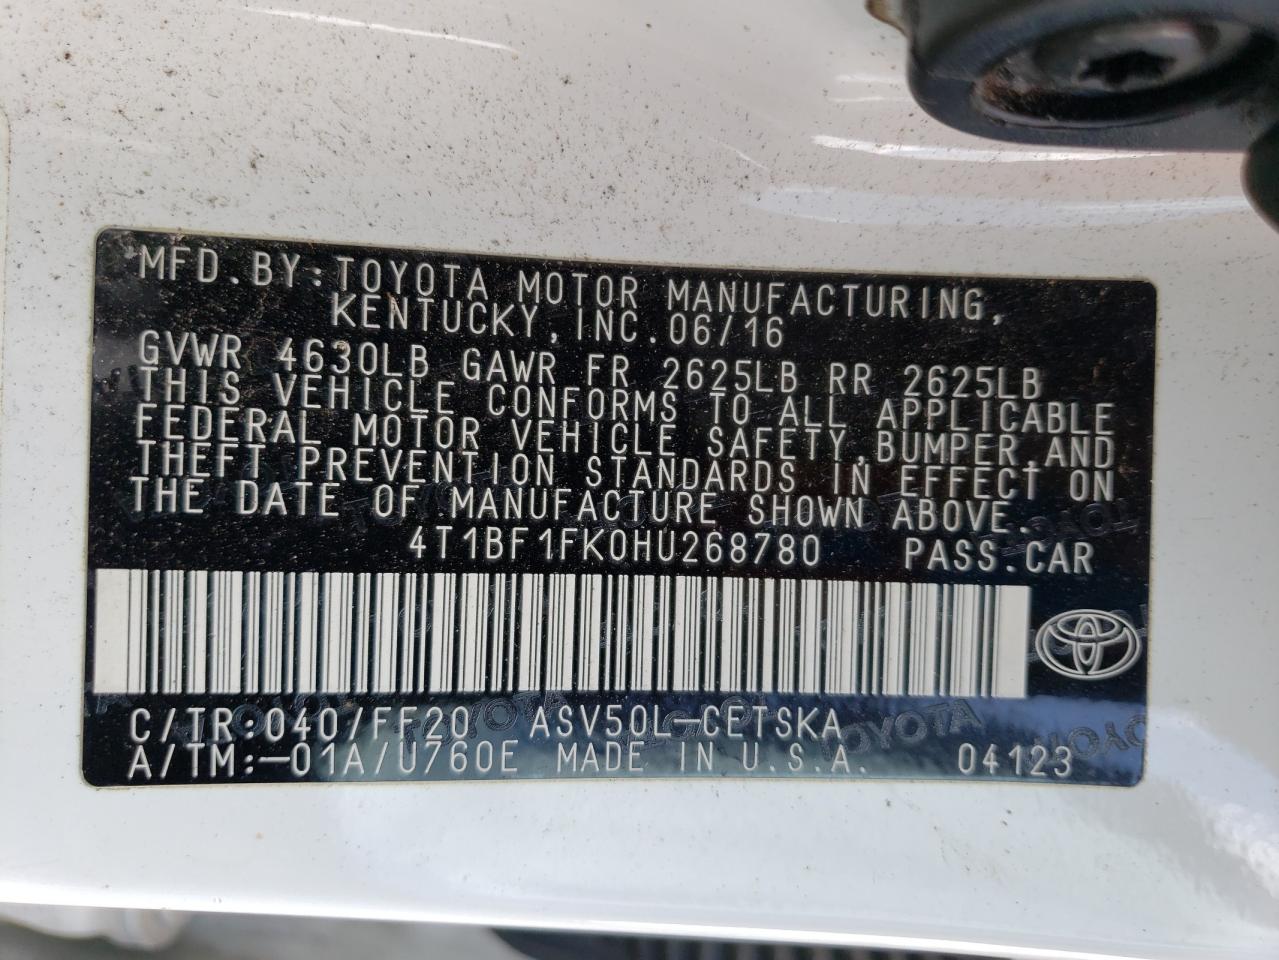 MFD.BY:TOYOTA MOTOR MANUFACTURING,
KENTUCKY,INC.06/16
GVWR 4630LB GAWR FR 2625LB RR 2625LB
THIS VEHICLE CONFORMS TO ALL APPLICABLE
FEDERAL MOTOR VEHICLE SAFETY,BUMPER,AND
THEFT PREVENTION STANDARDS IN EFFECT ON
THE DATE OF MANUFACTURE SHOWN ABOVE.
4T1BF1FK0HU268780 PASS.CAR
C/TR:040/FF20 ASV50L-CETSKA
A/TM:-01A/U760E MADE IN U.S.A. 04123